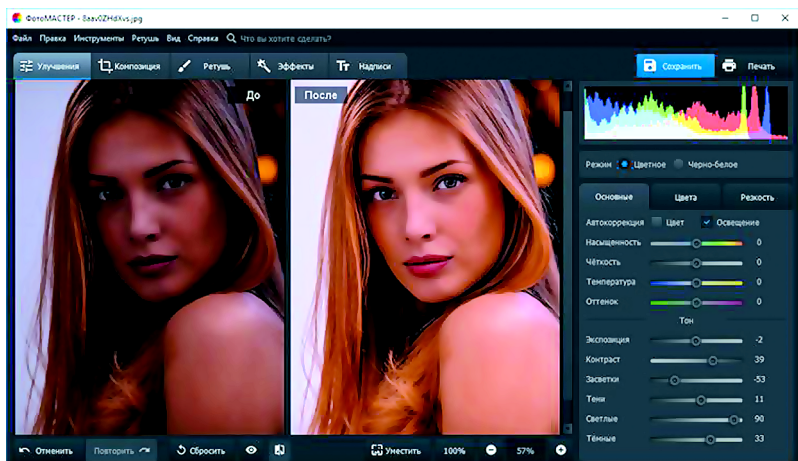 ФотоМАСТЕР - 8aav0ZHdXvs.jpg
Файл Правка Инструменты Ретушь Вид Справка Что вы хотите сделать?
Улучшения Композиция Ретушь Эффекты Надписи Сохранить Печать
До После
Режим Цветное Черно-белое
Основные Цвета Резкость
Автокоррекция Цвет Освещение
Насыщенность 0
Чёткость 0
Температура 0
Оттенок 0
Тон
Экспозиция -2
Контраст 39
Засветки -53
Тени 11
Светлые 90
Тёмные 33
Отменить Повторить Сбросить Уместить 100% 57%